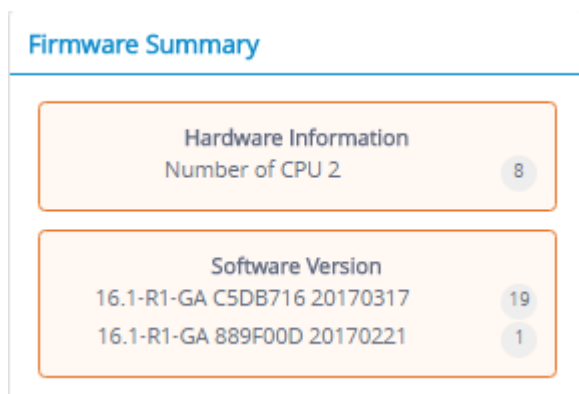 Firmware Summary
Hardware Information
Number of CPU 2 8
Software Version
16.1-R1-GA C5DB716 20170317 19
16.1-R1-GA 889F00D 20170221 1